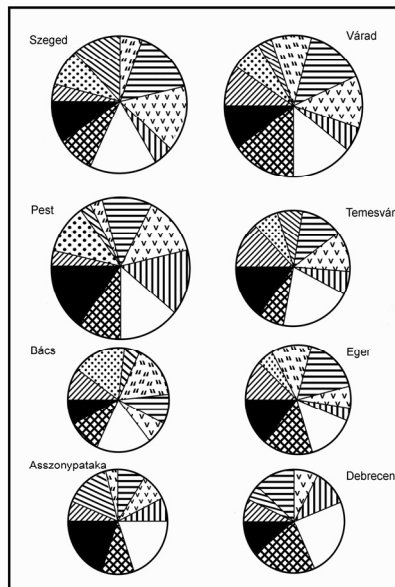 Szeged
Várad
Pest
Temesvár
Bács
Eger
Asszonypataka
Debrecen